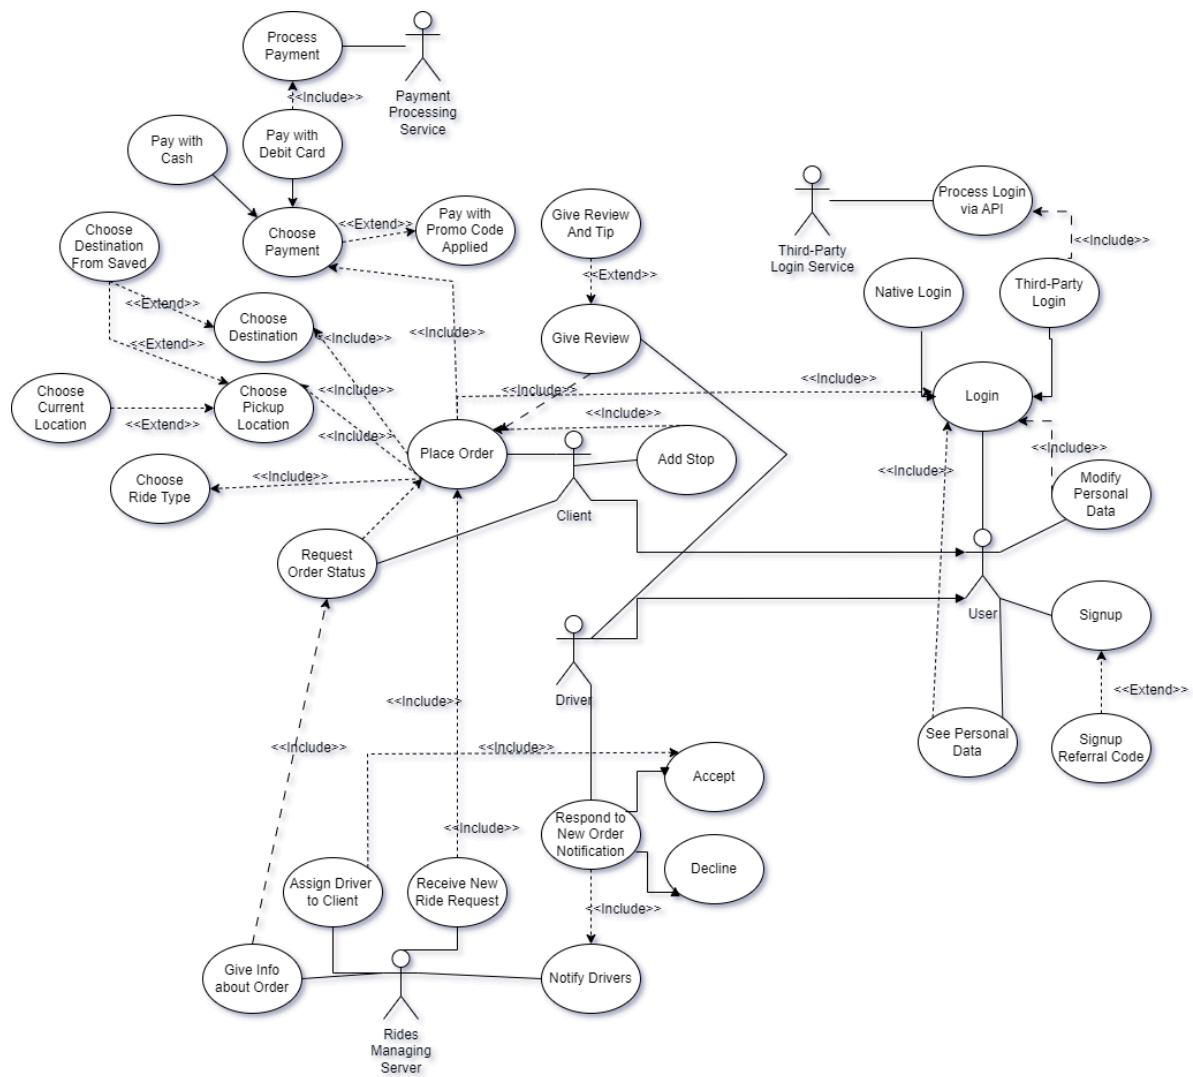 Process
Payment
<<Include>>
Payment
Processing
Service
Pay with
Cash
Pay with
Debit Card
Choose
Destination
From Saved
Choose
Payment
<<Extend>>
Pay with
Promo Code
Applied
Give Review
And Tip
<<Extend>>
Give Review
Third-Party
Login Service
Process Login
via API
<<Include>>
Native Login
Third-Party
Login
<<Extend>>
<<Extend>>
Choose
Destination
<<Include>>
<<Include>>
Choose
Current
Location
<<Extend>>
Choose
Pickup
Location
<<Include>>
<<Include>>
<<Include>>
<<Include>>
<<Include>>
Login
Place Order
Add Stop
Client
Choose
Ride Type
<<Include>>
<<Include>>
<<Include>>
Modify
Personal
Data
Request
Order Status
User
Signup
<<Extend>>
Signup
Referral Code
See Personal
Data
Driver
<<Include>>
<<Include>>
<<Include>>
Accept
Respond to
New Order
Notification
Decline
<<Include>>
<<Include>>
Assign Driver
to Client
Receive New
Ride Request
Give Info
about Order
Notify Drivers
Rides
Managing
Server